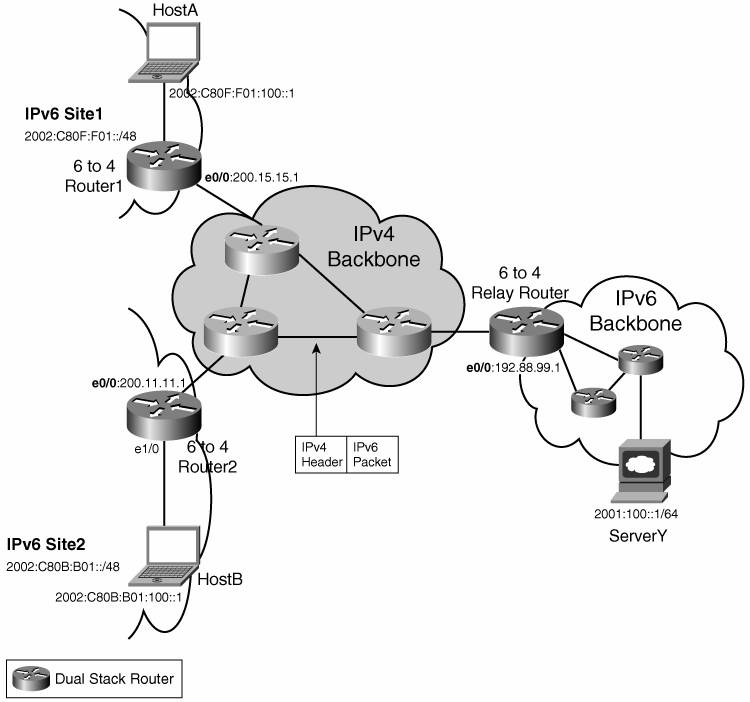 HostA
2002:C80F:F01:100::1
IPv6 Site1
2002:C80F:F01::/48
6 to 4
Router1
e0/0:200.15.15.1
IPv4
Backbone
6 to 4
Relay Router
IPv6
Backbone
e0/0:192.88.99.1
e0/0:200.11.11.1
e1/0
6 to 4
Router2
IPv4
Header
IPv6
Packet
2001:100::1/64
ServerY
IPv6 Site2
2002:C80B:B01::/48
HostB
2002:C80B:B01:100::1
Dual Stack Router